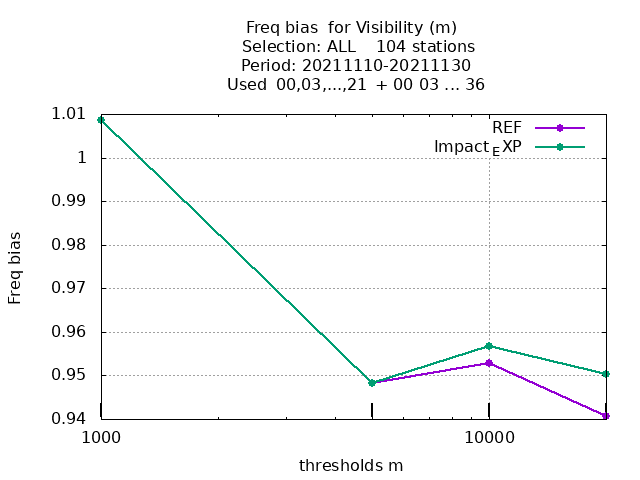 Freq bias  for Visibility (m)
Selection: ALL    104 stations
Period: 20211110-20211130
Used  00,03,...,21  + 00 03 ... 36
REF
Impact_EXP
1.01
1
0.99
0.98
0.97
0.96
0.95
0.94
Freq bias
1000
10000
thresholds m